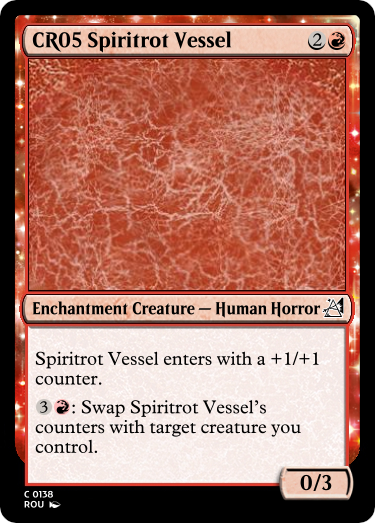 CR05 Spiritrot Vessel 2
Enchantment Creature — Human Horror
Spiritrot Vessel enters with a +1/+1
counter.
3: Swap Spiritrot Vessel's
counters with target creature you
control.
0/3
C 0138
ROU